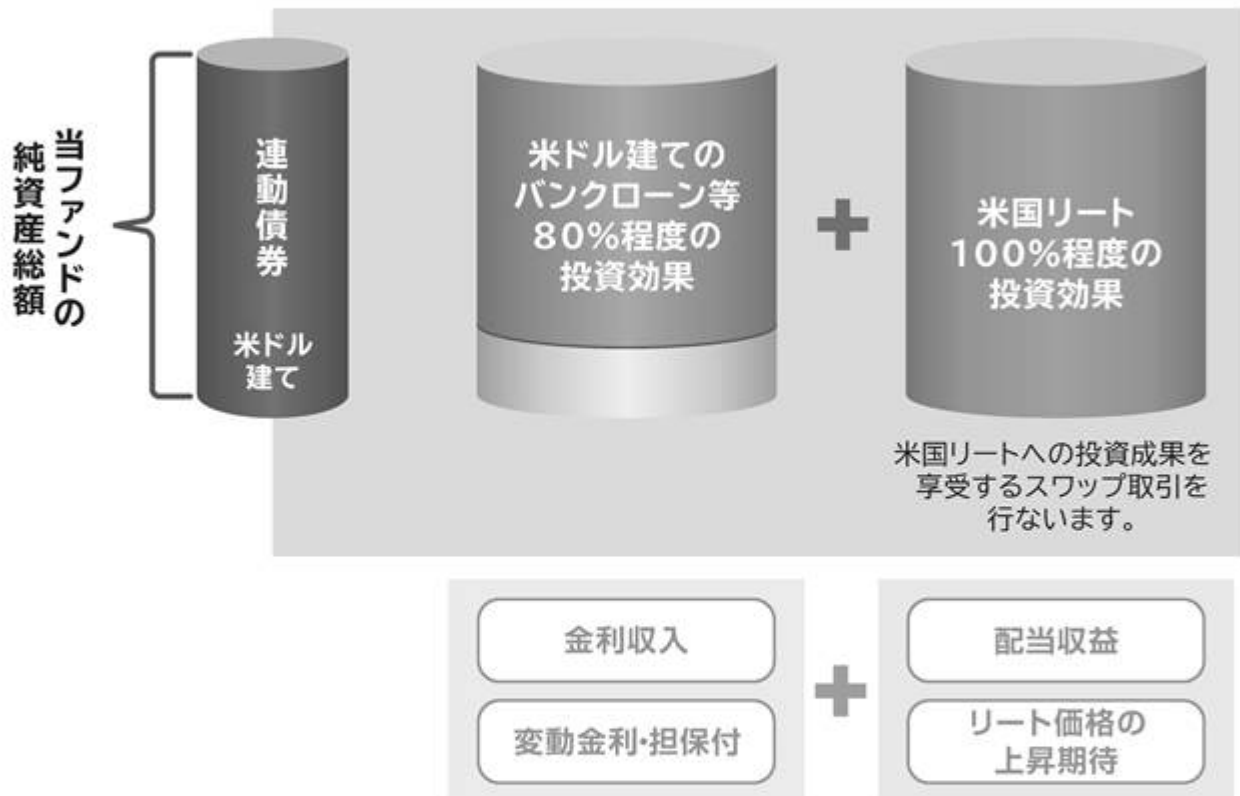 当ファンドの
純資産総額
連動債券
米ドル
建て
米ドル建ての
バンクローン等
80%程度の
投資効果
+
米国リート
100%程度の
投資効果
米国リートへの投資成果を
享受するスワップ取引を
行ないます。
金利収入
変動金利・担保付
+
配当収益
リート価格の
上昇期待